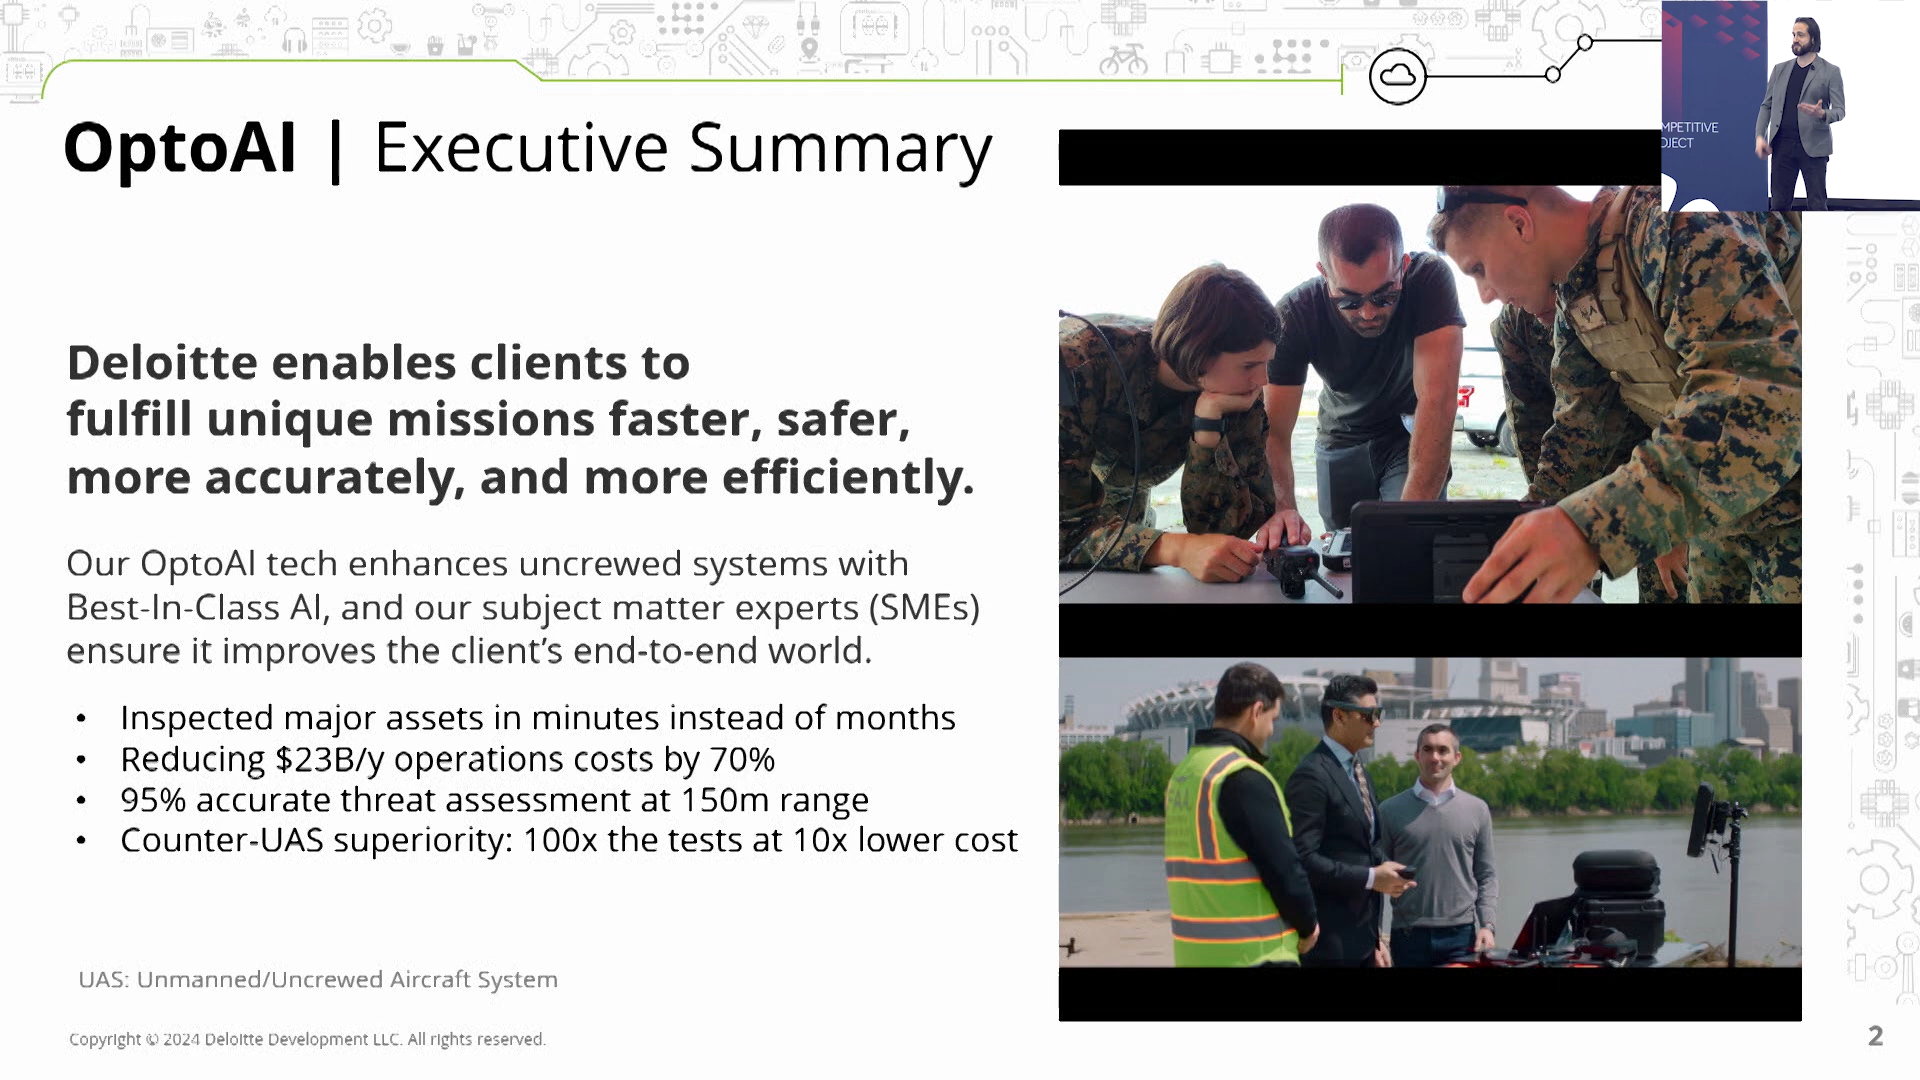 OptoAI | Executive Summary
MPETITIVE
OJECT
Deloitte enables clients to
fulfill unique missions faster, safer,
more accurately, and more efficiently.
Our OptoAI tech enhances uncrewed systems with
Best-In-Class AI, and our subject matter experts (SMEs)
ensure it improves the client’s end-to-end world.
• Inspected major assets in minutes instead of months
• Reducing $23B/y operations costs by 70%
• 95% accurate threat assessment at 150m range
• Counter-UAS superiority: 100x the tests at 10x lower cost
UAS: Unmanned/Uncrewed Aircraft System
Copyright © 2024 Deloitte Development LLC. All rights reserved.
2